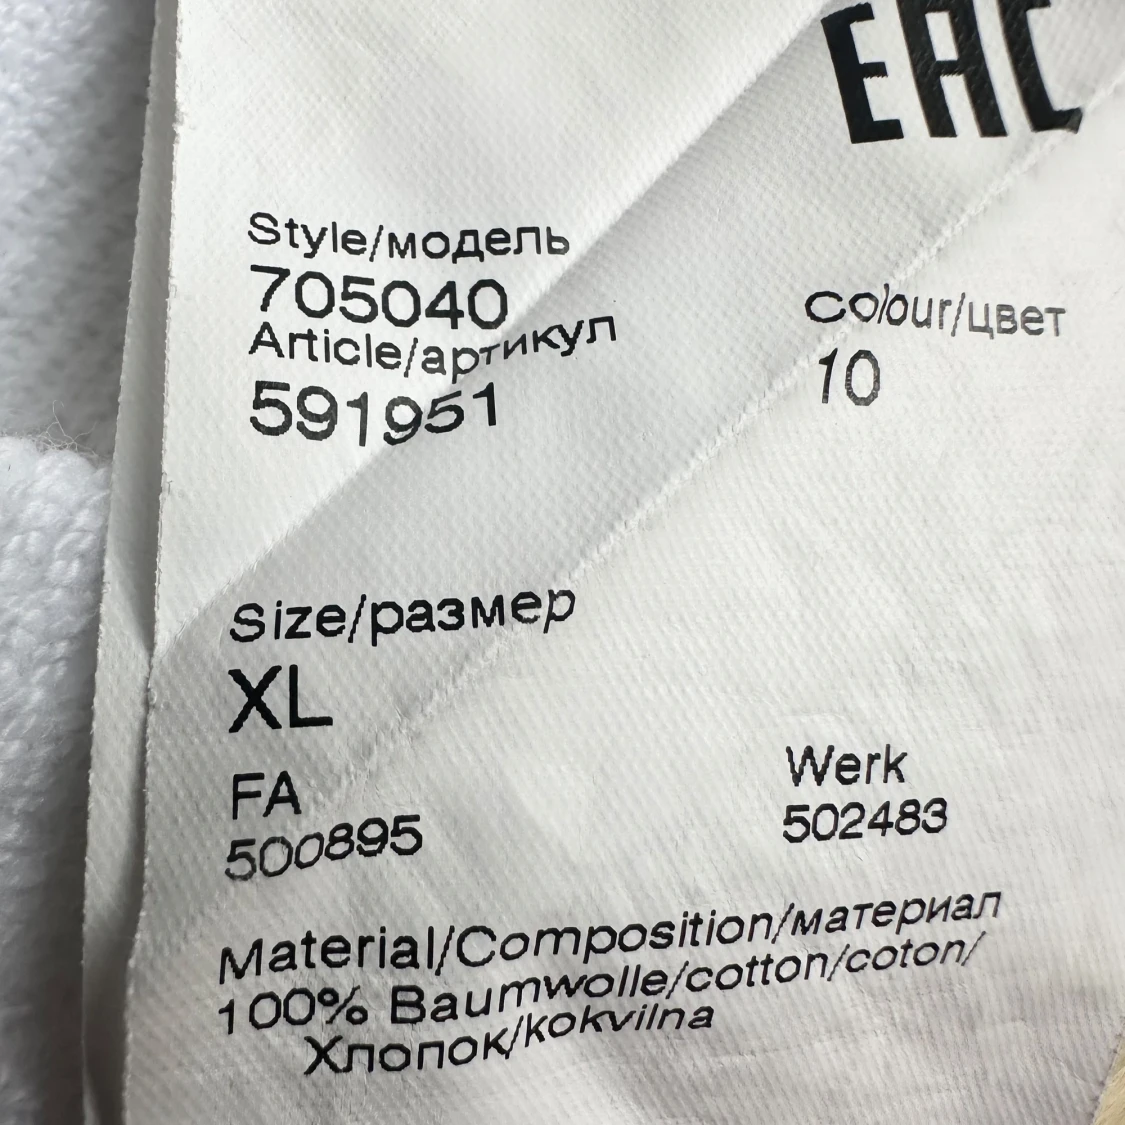 EAC
Style/модель
705040
Article/артикул
591951
Colour/цвет
10
Size/размер
XL
FA
500895
Werk
502483
Material/Composition/материал
100% Baumwolle/cotton/coton/
Хлопок/kokvilna